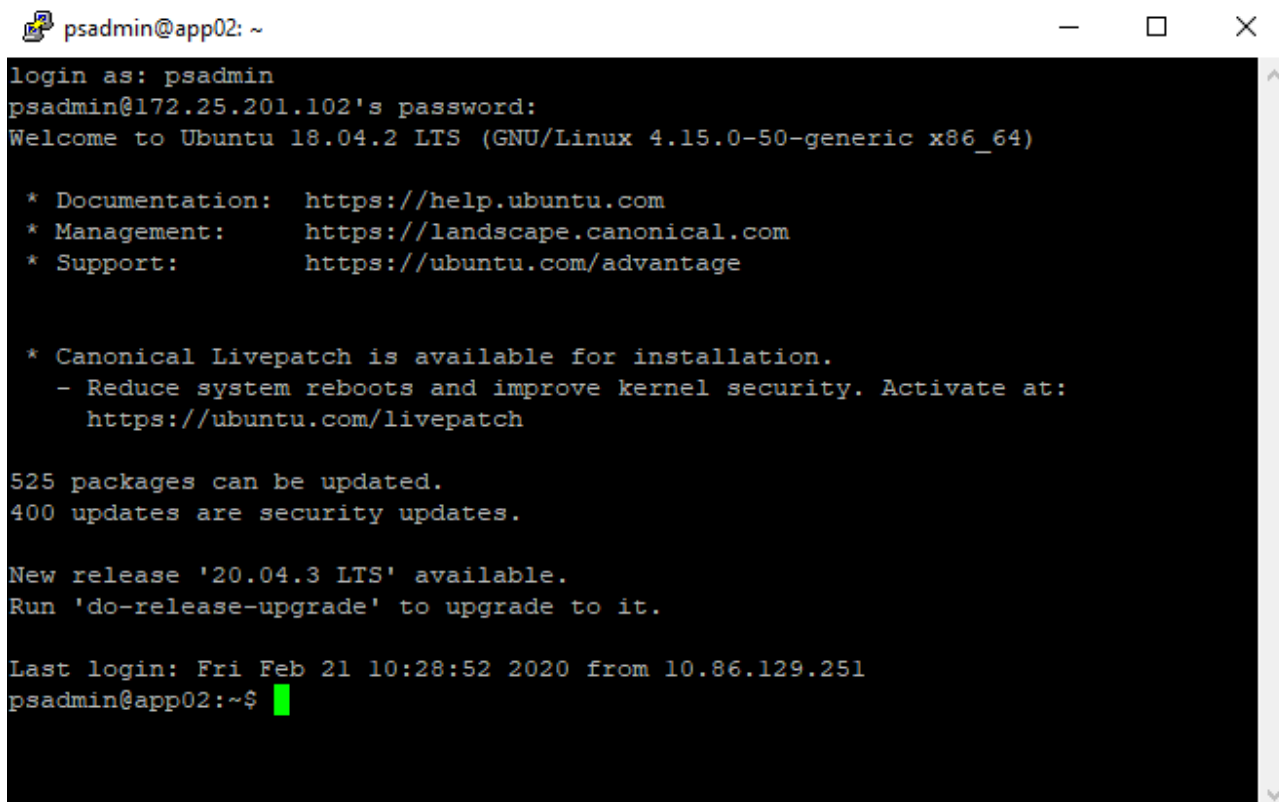 psadmin@app02: ~
login as: psadmin
psadmin@172.25.201.102's password:
Welcome to Ubuntu 18.04.2 LTS (GNU/Linux 4.15.0-50-generic x86_64)
* Documentation:  https://help.ubuntu.com
* Management:     https://landscape.canonical.com
* Support:        https://ubuntu.com/advantage
* Canonical Livepatch is available for installation.
- Reduce system reboots and improve kernel security. Activate at:
https://ubuntu.com/livepatch
525 packages can be updated.
400 updates are security updates.
New release '20.04.3 LTS' available.
Run 'do-release-upgrade' to upgrade to it.
Last login: Fri Feb 21 10:28:52 2020 from 10.86.129.251
psadmin@app02:~$